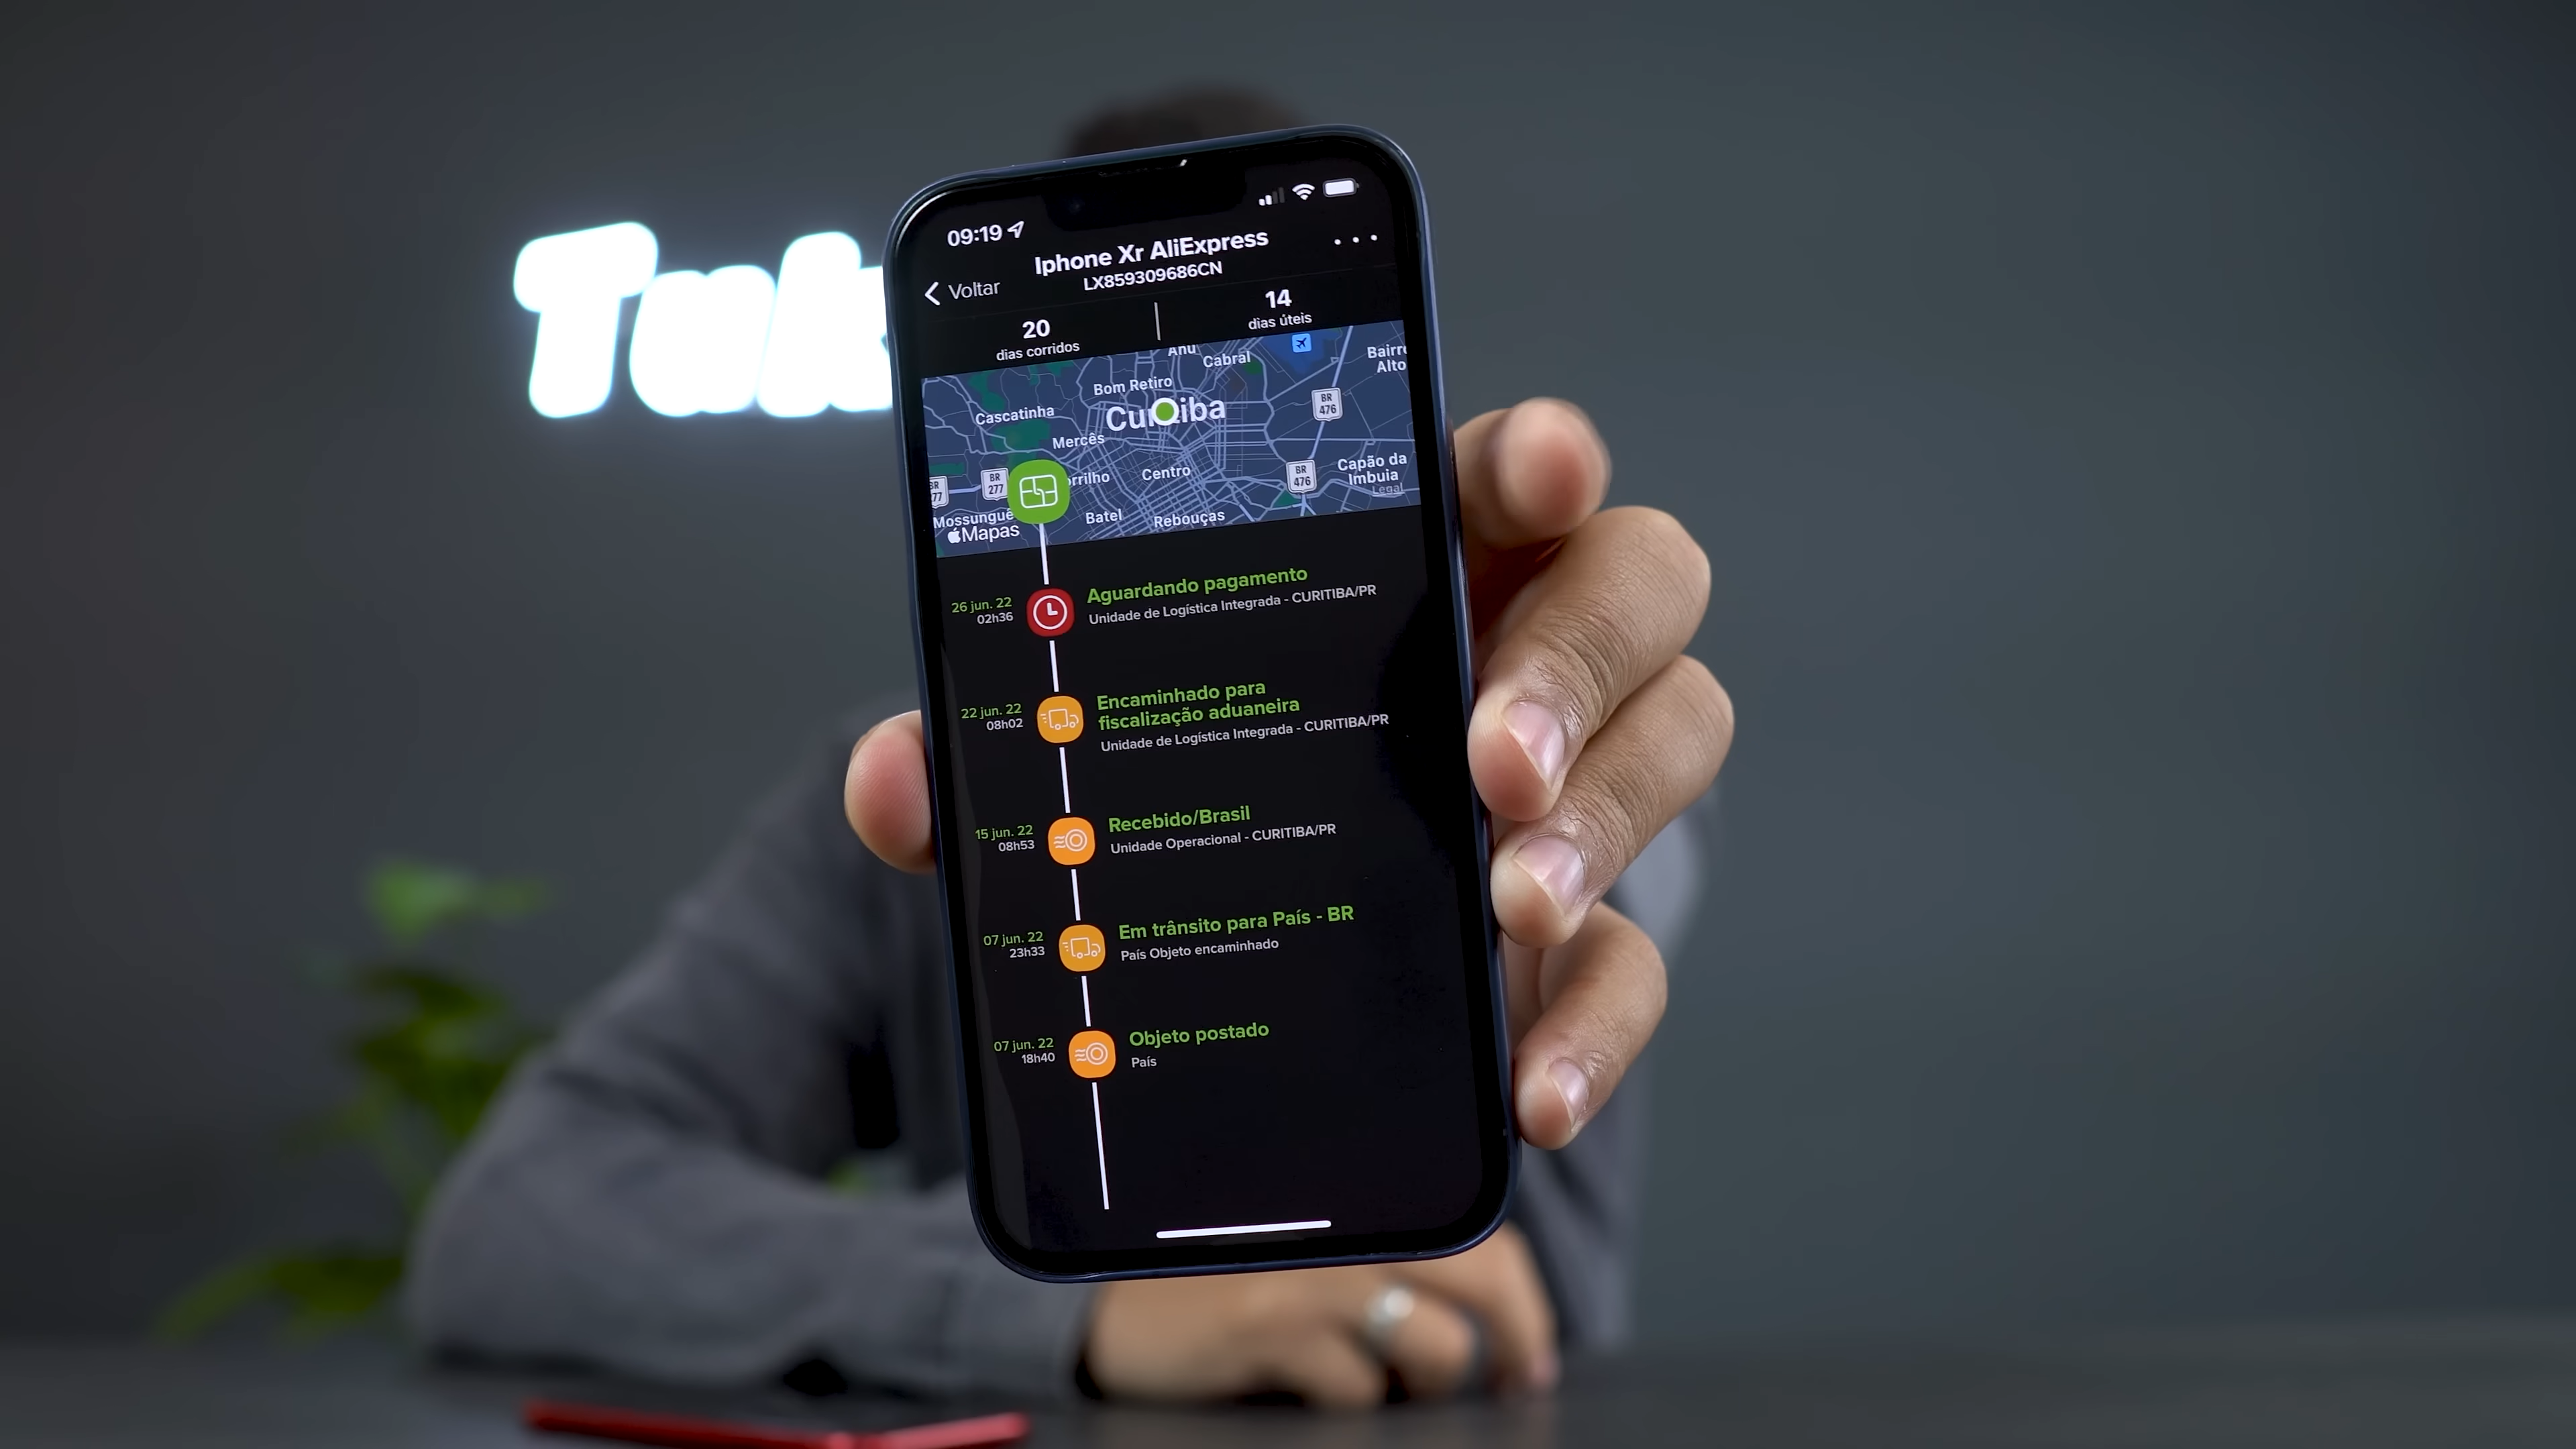 Tuk
09:19
Iphone Xr AliExpress
LX859309686CN
Voltar
20
dias corridos
14
dias úteis
Ahú
Cabral
Bairro
Alto
Bom Retiro
Cascatinha
Curitiba
BR
476
Mercês
BR
277
Centro
BR
476
Capão da
Imbuia
Legal
Mossunguê
Batel
Rebouças
Mapas
26 jun. 22
02h36
Aguardando pagamento
Unidade de Logística Integrada - CURITIBA/PR
22 jun. 22
08h02
Encaminhado para
fiscalização aduaneira
Unidade de Logística Integrada - CURITIBA/PR
15 jun. 22
08h53
Recebido/Brasil
Unidade Operacional - CURITIBA/PR
07 jun. 22
23h33
Em trânsito para País - BR
País Objeto encaminhado
07 jun. 22
18h40
Objeto postado
País